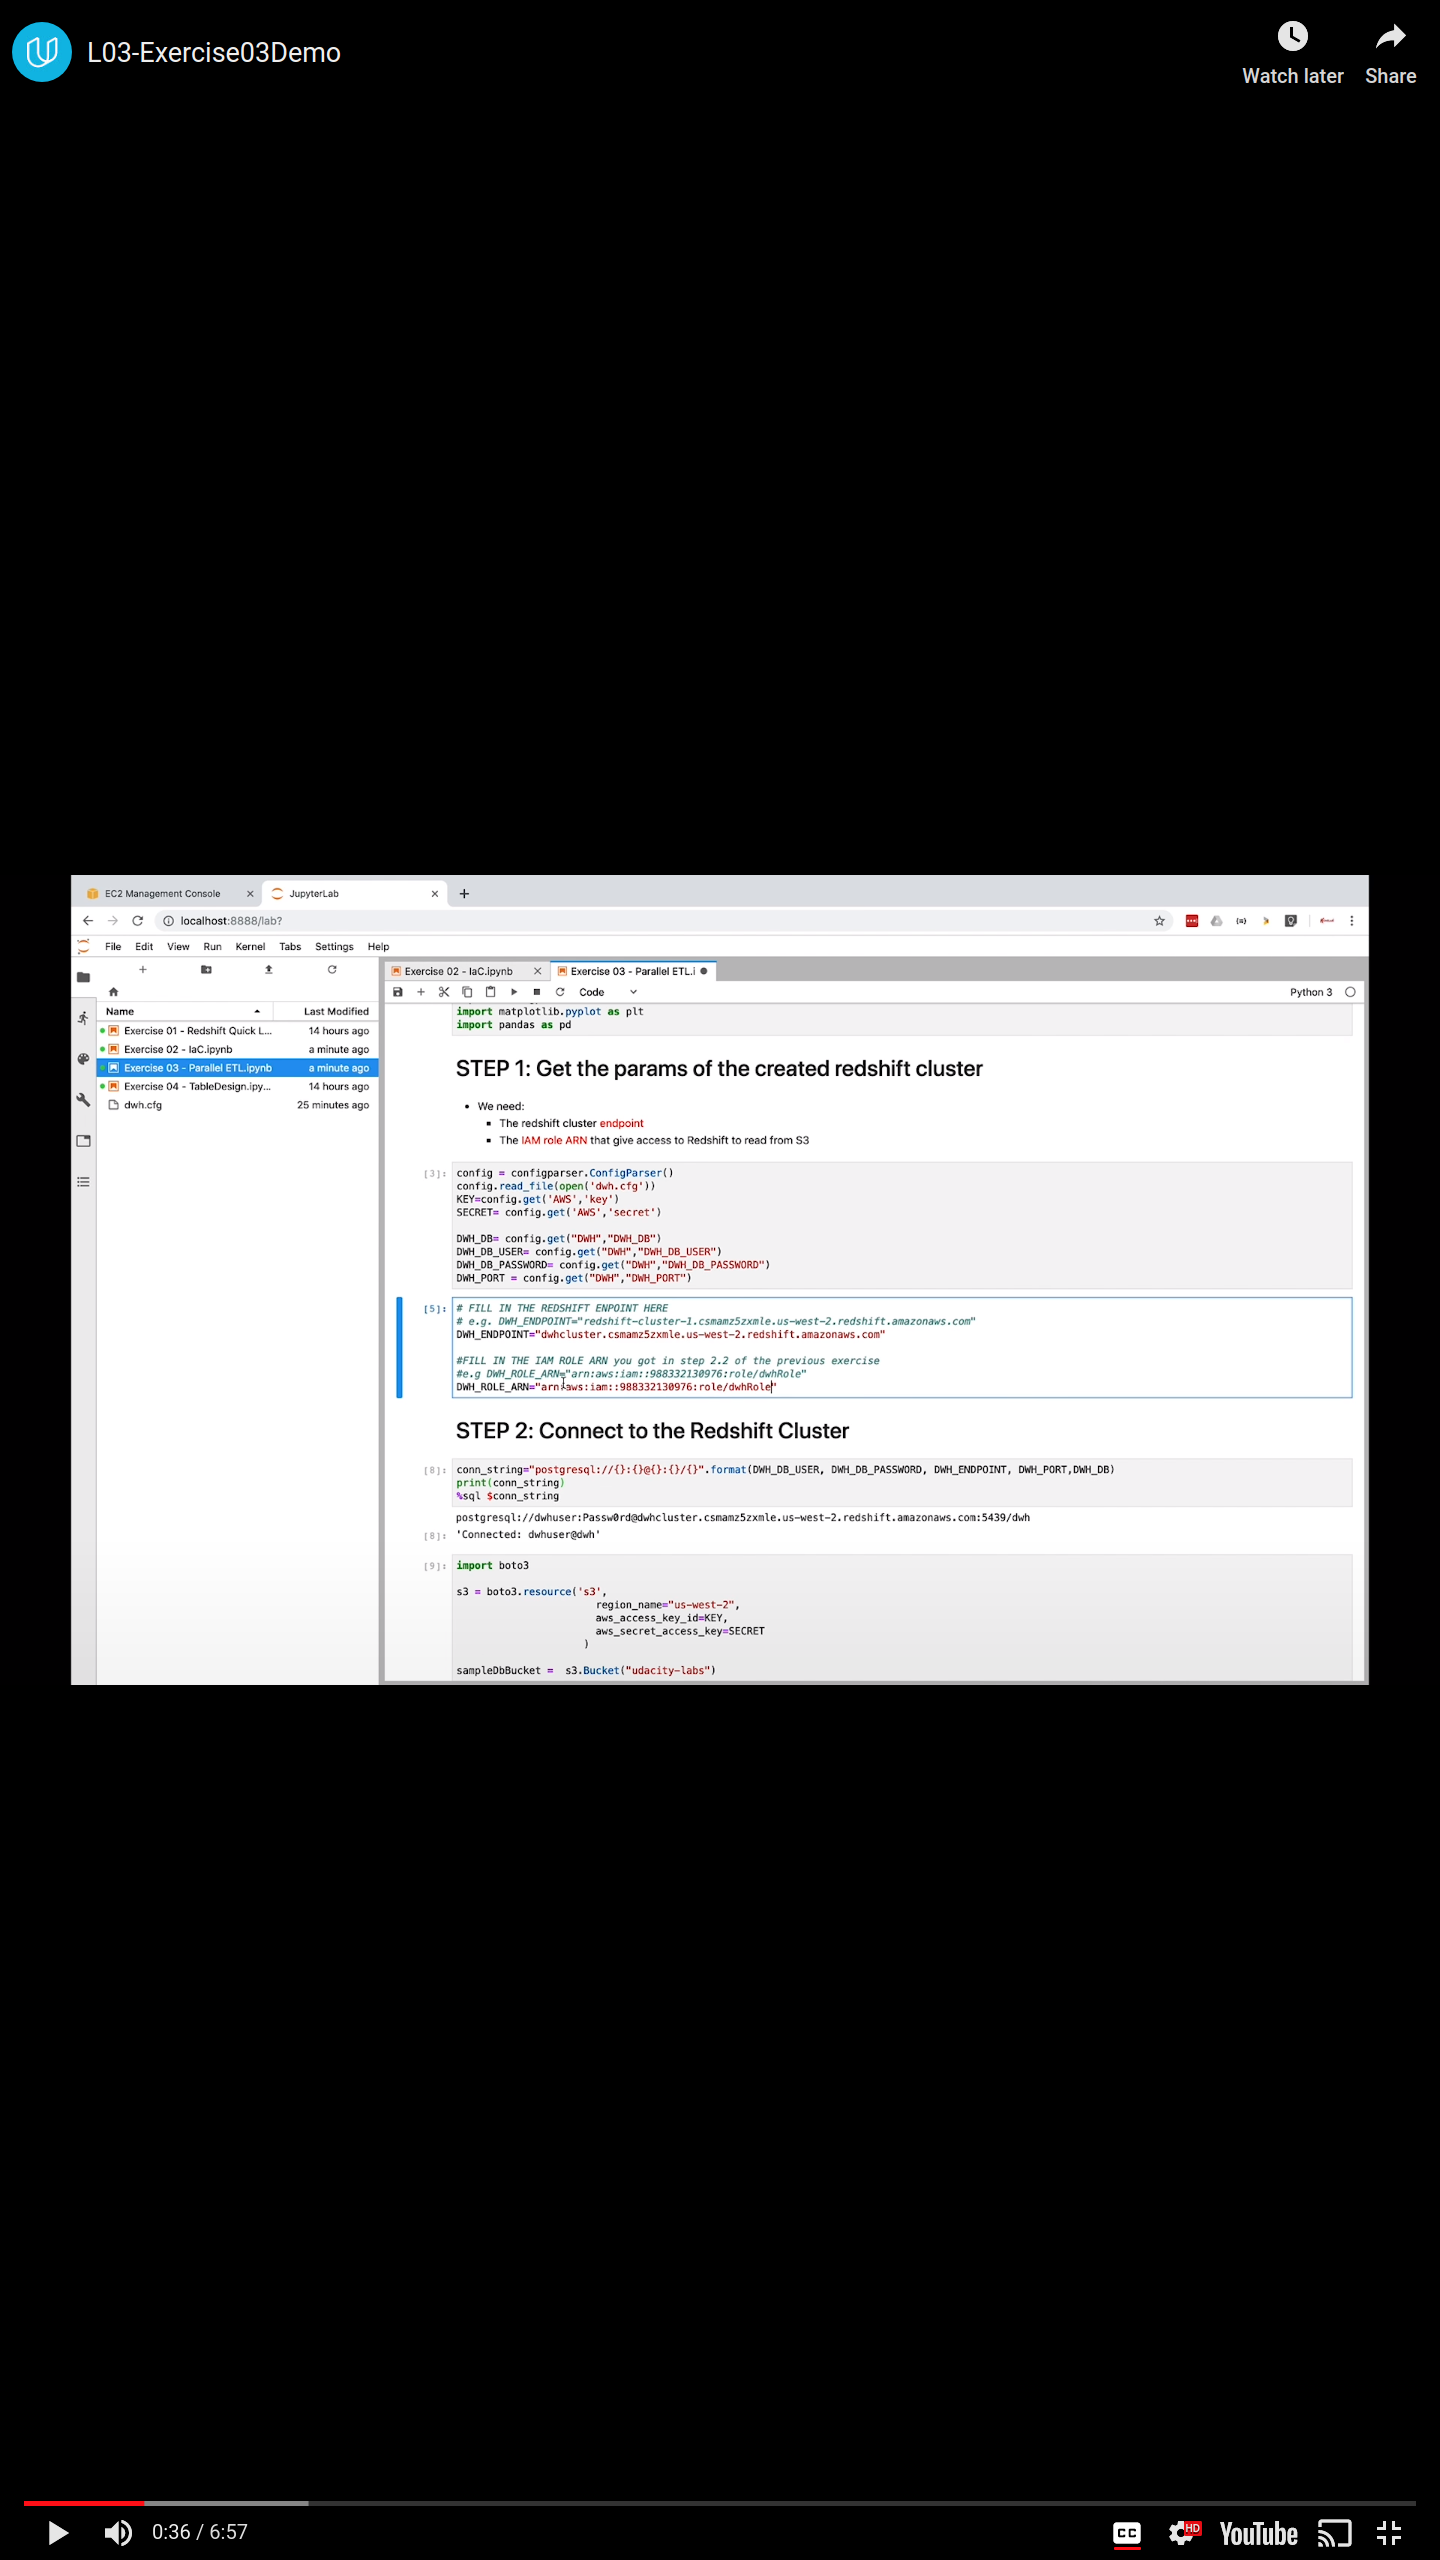 L03-Exercise03Demo
Watch later
Share
EC2 Management Console
JupyterLab
localhost:8888/lab?
File Edit View Run Kernel Tabs Settings Help
Exercise 02 - IaC.ipynb
Exercise 03 - Parallel ETL.i
Code
Python 3
Name Last Modified
Exercise 01 - Redshift Quick L... 14 hours ago
Exercise 02 - IaC.ipynb a minute ago
Exercise 03 - Parallel ETL.ipynb a minute ago
Exercise 04 - TableDesign.ipy... 14 hours ago
dwh.cfg 25 minutes ago
import matplotlib.pyplot as plt
import pandas as pd
STEP 1: Get the params of the created redshift cluster
• We need:
▪ The redshift cluster endpoint
▪ The IAM role ARN that give access to Redshift to read from S3
[3]: config = configparser.ConfigParser()
config.read_file(open('dwh.cfg'))
KEY=config.get('AWS','key')
SECRET= config.get('AWS','secret')
DWH_DB= config.get("DWH","DWH_DB")
DWH_DB_USER= config.get("DWH","DWH_DB_USER")
DWH_DB_PASSWORD= config.get("DWH","DWH_DB_PASSWORD")
DWH_PORT = config.get("DWH","DWH_PORT")
[5]: # FILL IN THE REDSHIFT ENPOINT HERE
# e.g. DWH_ENDPOINT="redshift-cluster-1.csmamz5zxmle.us-west-2.redshift.amazonaws.com"
DWH_ENDPOINT="dwhcluster.csmamz5zxmle.us-west-2.redshift.amazonaws.com"
#FILL IN THE IAM ROLE ARN you got in step 2.2 of the previous exercise
#e.g DWH_ROLE_ARN="arn:aws:iam::988332130976:role/dwhRole"
DWH_ROLE_ARN="arn:aws:iam::988332130976:role/dwhRole"
STEP 2: Connect to the Redshift Cluster
[8]: conn_string="postgresql://{}:{}@{}:{}/{}".format(DWH_DB_USER, DWH_DB_PASSWORD, DWH_ENDPOINT, DWH_PORT,DWH_DB)
print(conn_string)
%sql $conn_string
postgresql://dwhuser:Passw0rd@dwhcluster.csmamz5zxmle.us-west-2.redshift.amazonaws.com:5439/dwh
[8]: 'Connected: dwhuser@dwh'
[9]: import boto3
s3 = boto3.resource('s3',
region_name="us-west-2",
aws_access_key_id=KEY,
aws_secret_access_key=SECRET
)
sampleDbBucket = s3.Bucket("udacity-labs")
0:36 / 6:57
CC
HD
YouTube